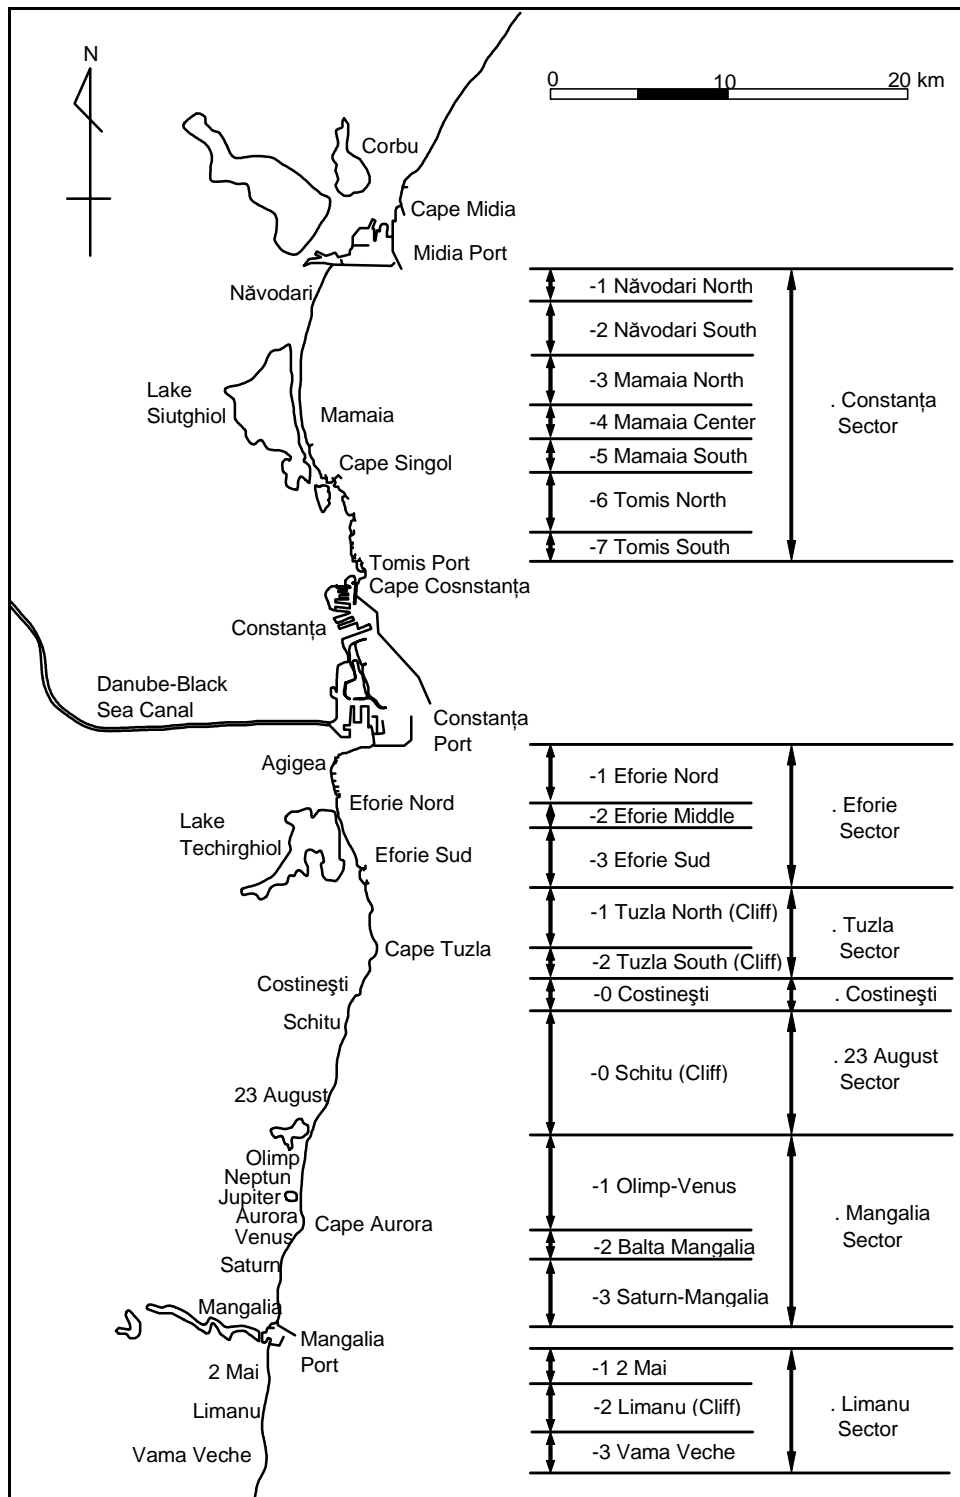 N
0 10 20 km
Corbu
Cape Midia
Midia Port
Năvodari
Lake
Siutghiol
Mamaia
Cape Singol
Tomis Port
Cape Cosnstanţa
Constanţa
Danube-Black
Sea Canal
Constanţa
Port
Agigea
Eforie Nord
Lake
Techirghiol
Eforie Sud
Cape Tuzla
Costineşti
Schitu
23 August
Olimp
Neptun
Jupiter
Aurora
Venus
Cape Aurora
Saturn
Mangalia
Mangalia
Port
2 Mai
Limanu
Vama Veche
-1 Năvodari North
-2 Năvodari South
-3 Mamaia North
-4 Mamaia Center
-5 Mamaia South
-6 Tomis North
-7 Tomis South
. Constanţa
Sector
-1 Eforie Nord
-2 Eforie Middle
-3 Eforie Sud
. Eforie
Sector
-1 Tuzla North (Cliff)
-2 Tuzla South (Cliff)
. Tuzla
Sector
-0 Costineşti
. Costineşti
-0 Schitu (Cliff)
. 23 August
Sector
-1 Olimp-Venus
-2 Balta Mangalia
-3 Saturn-Mangalia
. Mangalia
Sector
-1 2 Mai
-2 Limanu (Cliff)
-3 Vama Veche
. Limanu
Sector